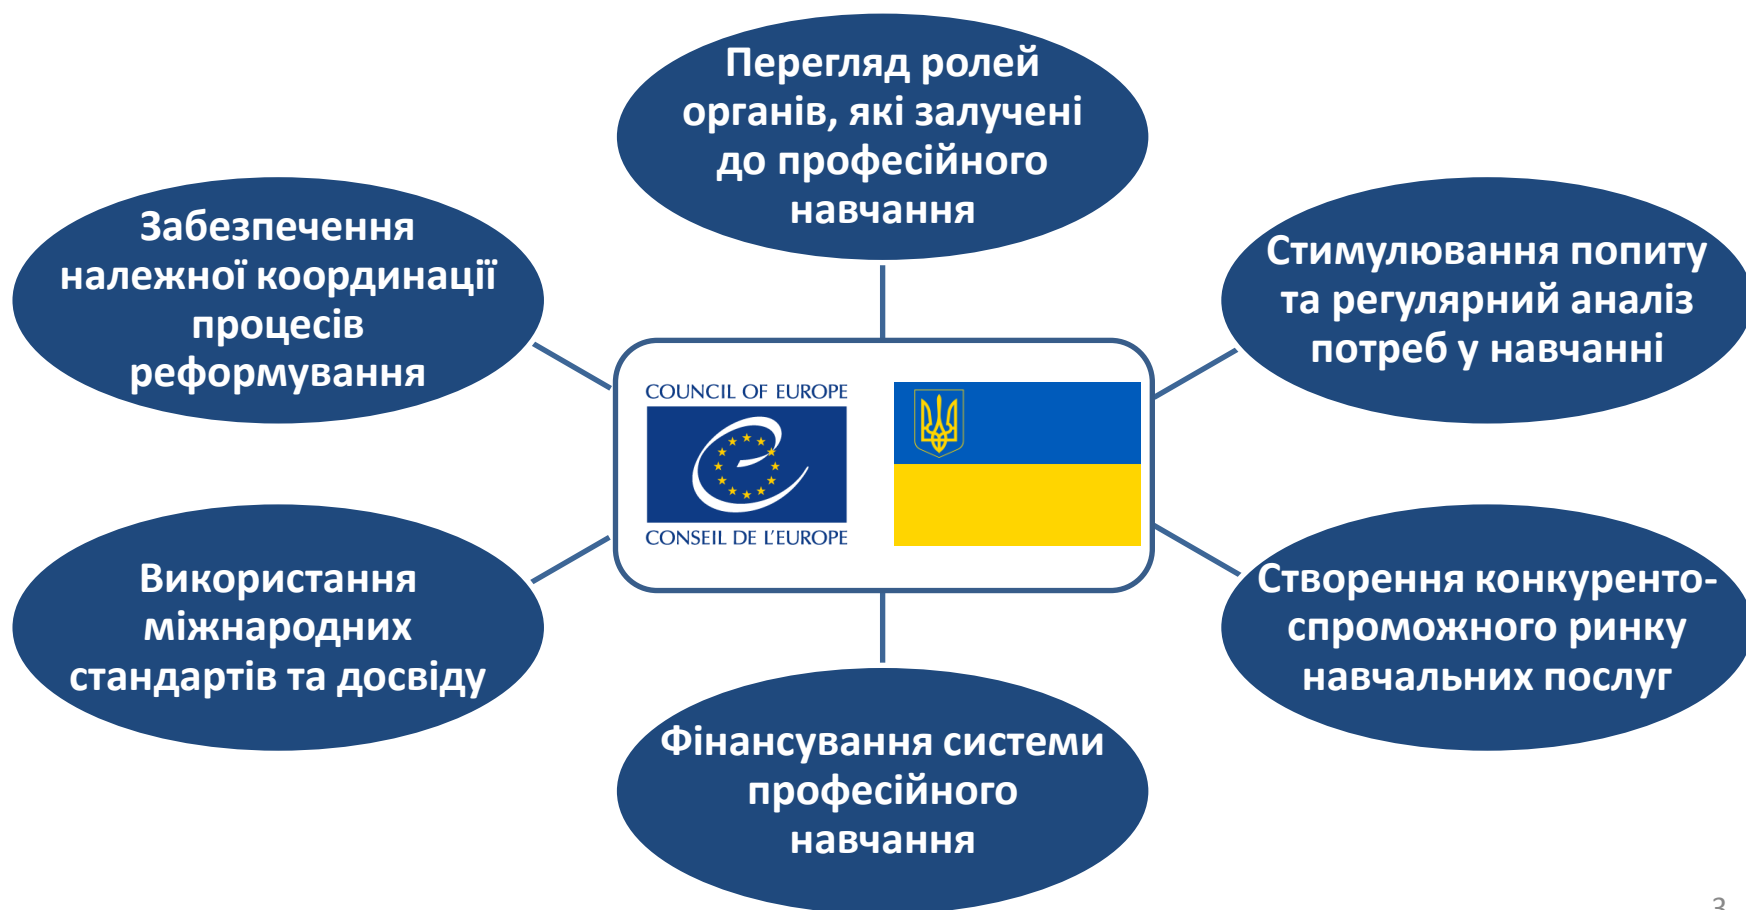 Перегляд ролей
органів, які залучені
до професійного
навчання
Забезпечення
належної координації
процесів
реформування
Стимулювання попиту
та регулярний аналіз
потреб у навчанні
COUNCIL OF EUROPE
CONSEIL DE L'EUROPE
Використання
міжнародних
стандартів та досвіду
Створення конкуренто-
спроможного ринку
навчальних послуг
Фінансування системи
професійного
навчання
3